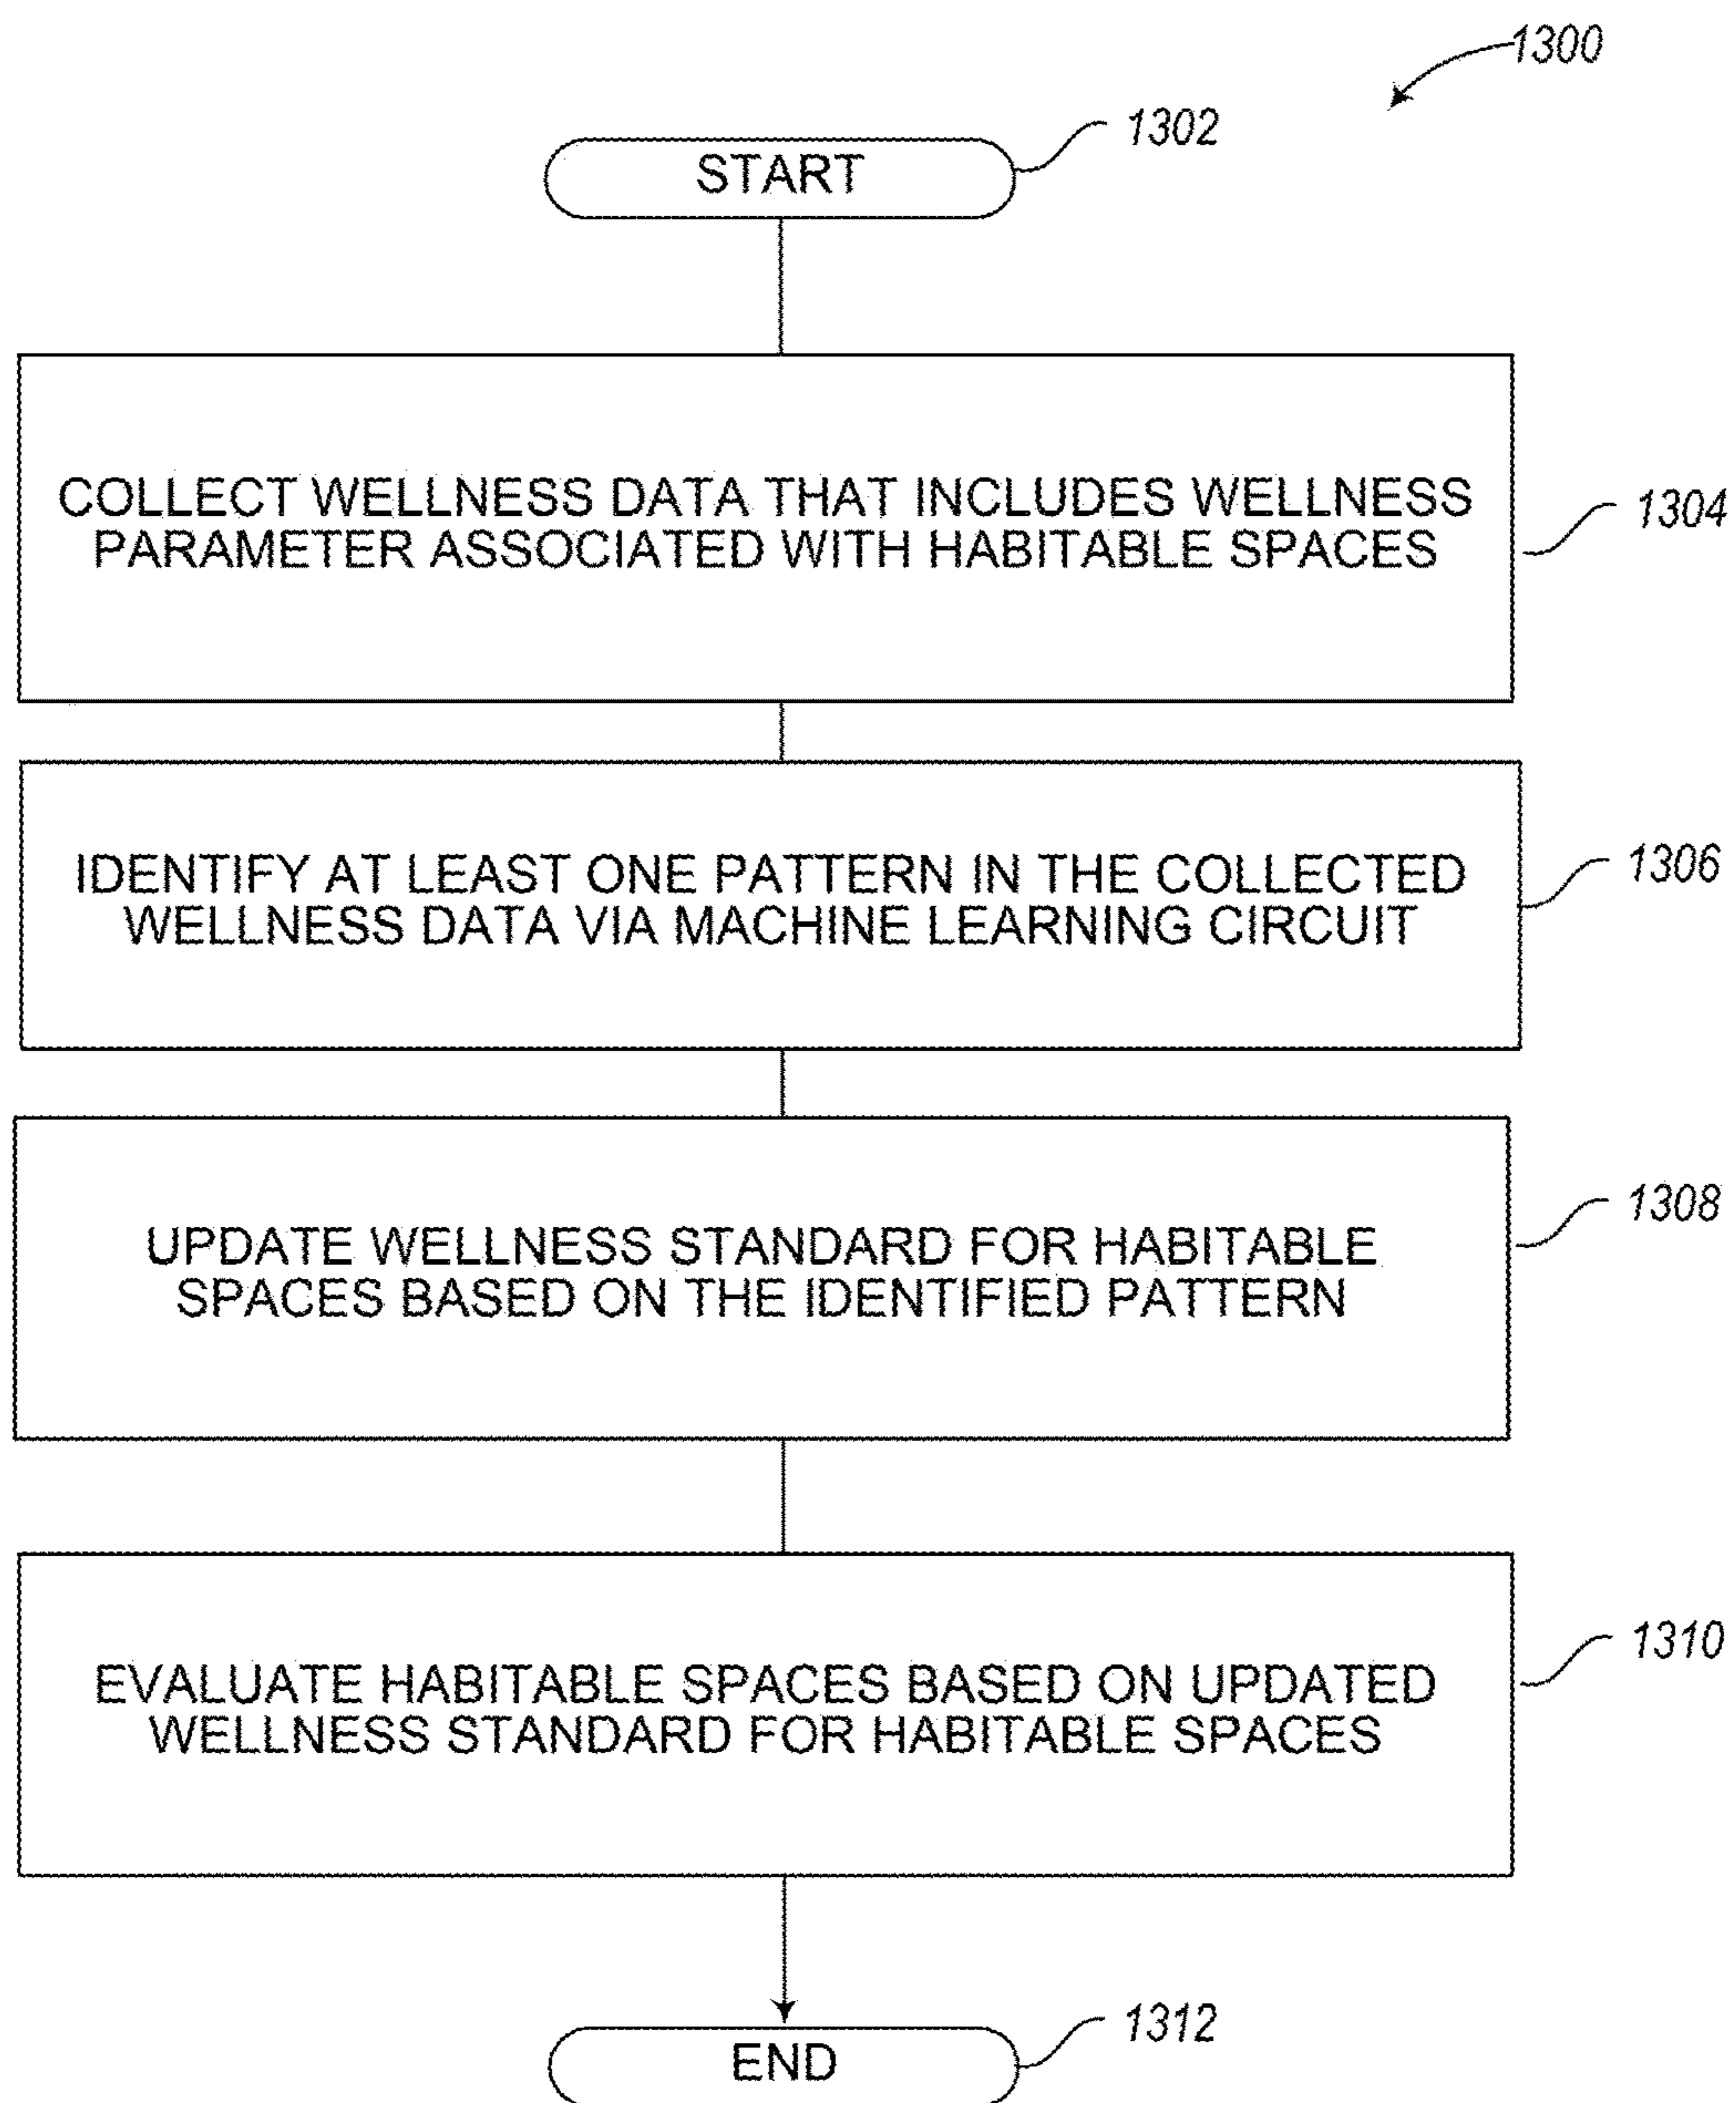 1300
1302
START
COLLECT WELLNESS DATA THAT INCLUDES WELLNESS
PARAMETER ASSOCIATED WITH HABITABLE SPACES
1304
IDENTIFY AT LEAST ONE PATTERN IN THE COLLECTED
WELLNESS DATA VIA MACHINE LEARNING CIRCUIT
1306
UPDATE WELLNESS STANDARD FOR HABITABLE
SPACES BASED ON THE IDENTIFIED PATTERN
1308
EVALUATE HABITABLE SPACES BASED ON UPDATED
WELLNESS STANDARD FOR HABITABLE SPACES
1310
1312
END